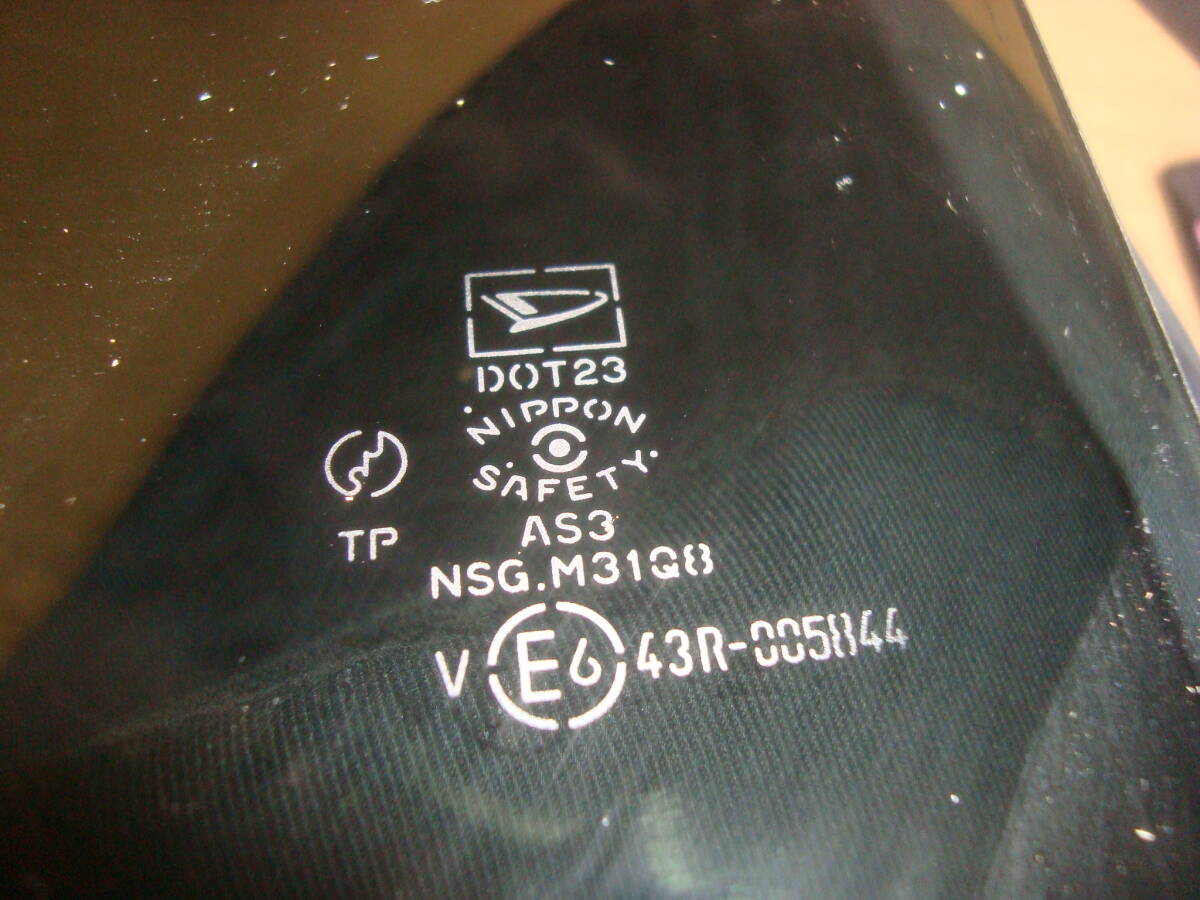 DOT23
NIPPON
SAFETY
TP
AS3
NSG.M31Q8
V E6 43R-005844